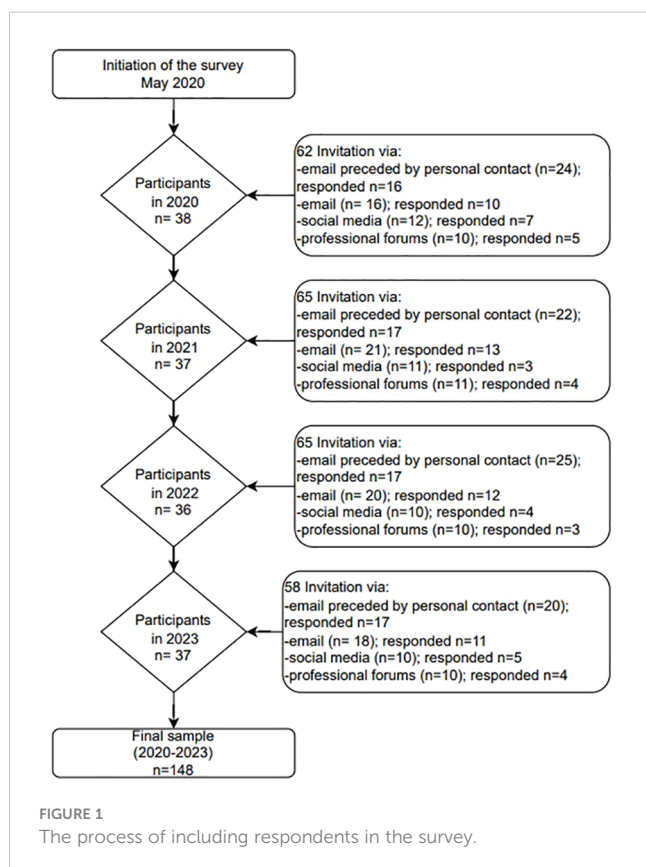 Initiation of the survey
May 2020
62 Invitation via:
-email preceded by personal contact (n=24);
responded n=16
-email (n= 16); responded n=10
-social media (n=12); responded n=7
-professional forums (n=10); responded n=5
Participants
in 2020
n= 38
65 Invitation via:
-email preceded by personal contact (n=22);
responded n=17
-email (n= 21); responded n=13
-social media (n=11); responded n=3
-professional forums (n=11); responded n=4
Participants
in 2021
n= 37
65 Invitation via:
-email preceded by personal contact (n=25);
responded n=17
-email (n= 20); responded n=12
-social media (n=10); responded n=4
-professional forums (n=10); responded n=3
Participants
in 2022
n= 36
58 Invitation via:
-email preceded by personal contact (n=20);
responded n=17
-email (n= 18); responded n=11
-social media (n=10); responded n=5
-professional forums (n=10); responded n=4
Participants
in 2023
n= 37
Final sample
(2020-2023)
n=148
FIGURE 1
The process of including respondents in the survey.